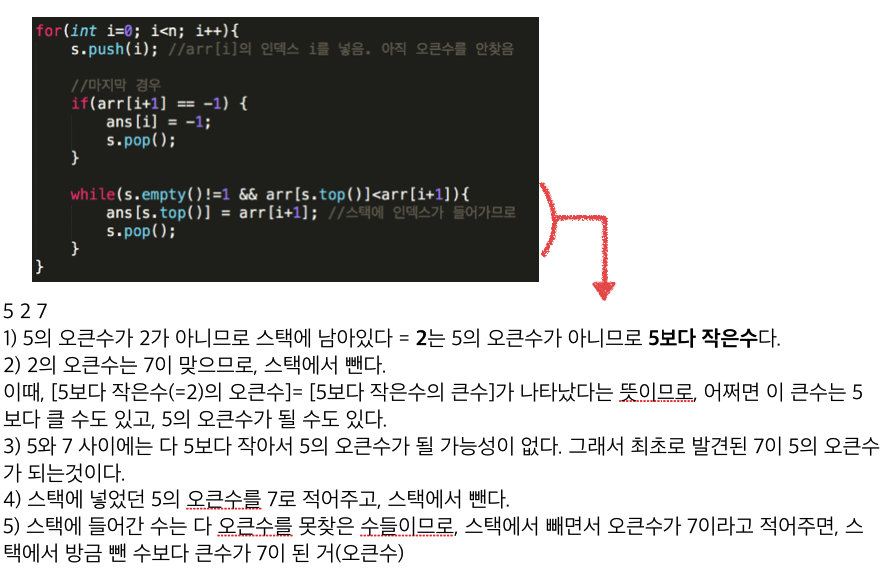 for(int i=0; i<n; i++){
s.push(i); //arr[i]의 인덱스 i를 넣음. 아직 오큰수를 안찾음
//마지막 경우
if(arr[i+1] == -1) {
ans[i] = -1;
s.pop();
}
while(s.empty()!=1 && arr[s.top()]<arr[i+1]){
ans[s.top()] = arr[i+1]; //스택에 인덱스가 들어가므로
s.pop();
}
}
5 2 7
1) 5의 오큰수가 2가 아니므로 스택에 남아있다 = 2는 5의 오큰수가 아니므로 5보다 작은수다.
2) 2의 오큰수는 7이 맞으므로, 스택에서 뺀다.
이때, [5보다 작은수(=2)의 오큰수]= [5보다 작은수의 큰수]가 나타났다는 뜻이므로, 어쩌면 이 큰수는 5
보다 클 수도 있고, 5의 오큰수가 될 수도 있다.
3) 5와 7 사이에는 다 5보다 작아서 5의 오큰수가 될 가능성이 없다. 그래서 최초로 발견된 7이 5의 오큰수
가 되는것이다.
4) 스택에 넣었던 5의 오큰수를 7로 적어주고, 스택에서 뺀다.
5) 스택에 들어간 수는 다 오큰수를 못찾은 수들이므로, 스택에서 빼면서 오큰수가 7이라고 적어주면, 스
택에서 방금 뺀 수보다 큰수가 7이 된 거(오큰수)